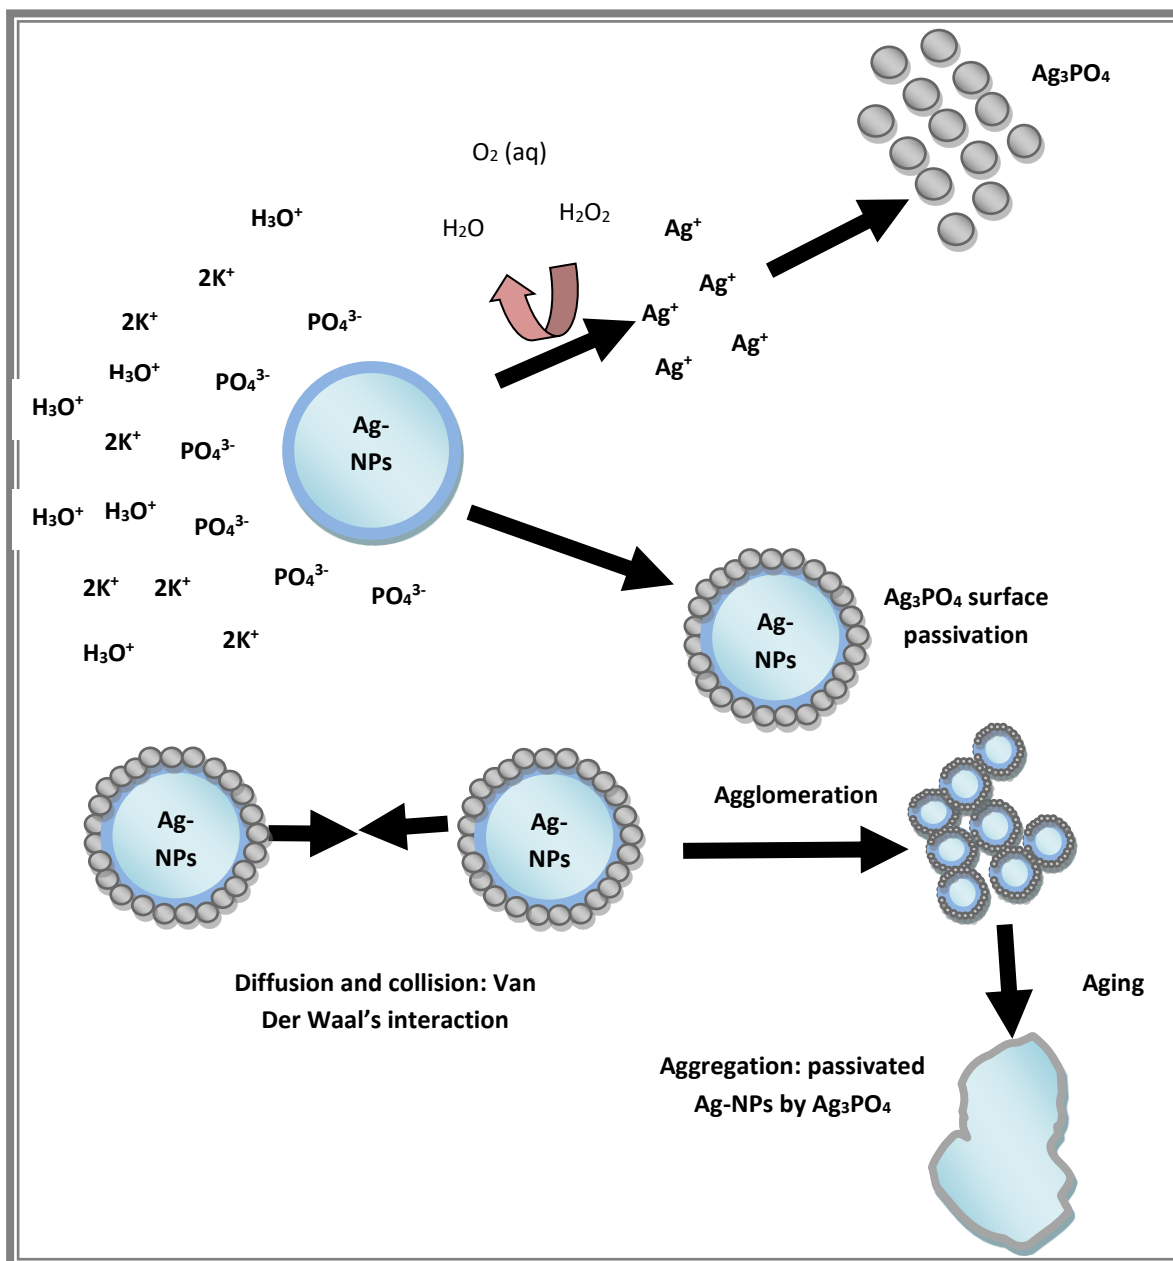 Ag₃PO₄
O₂ (aq)
H₂O₂
H₃O⁺
H₂O
Ag⁺
2K⁺
Ag⁺
2K⁺
PO₄³⁻
Ag⁺
Ag⁺
H₃O⁺
PO₄³⁻
Ag⁺
H₃O⁺
2K⁺
PO₄³⁻
Ag-
NPs
H₃O⁺
H₃O⁺
PO₄³⁻
2K⁺
2K⁺
PO₄³⁻
PO₄³⁻
H₃O⁺
2K⁺
Ag-
NPs
Ag₃PO₄ surface
passivation
Ag-
NPs
Ag-
NPs
Agglomeration
Diffusion and collision: Van
Der Waal’s interaction
Aging
Aggregation: passivated
Ag-NPs by Ag₃PO₄